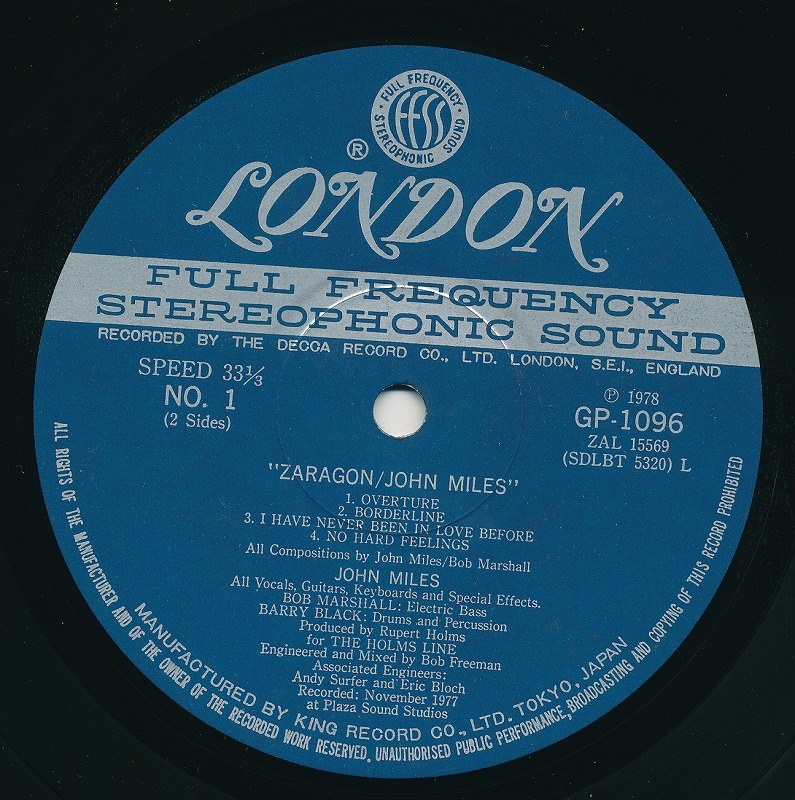 FULL FREQUENCY
FFSS
STEREOPHONIC SOUND
®
LONDON
FULL FREQUENCY
STEREOPHONIC SOUND
RECORDED BY THE DECCA RECORD CO., LTD. LONDON, S.E.I., ENGLAND
SPEED 33⅓
NO. 1
(2 Sides)
℗ 1978
GP-1096
ZAL 15569
(SDLBT 5320) L
"ZARAGON/JOHN MILES"
1. OVERTURE
2. BORDERLINE
3. I HAVE NEVER BEEN IN LOVE BEFORE
4. NO HARD FEELINGS
All Compositions by John Miles/Bob Marshall
JOHN MILES
All Vocals, Guitars, Keyboards and Special Effects.
BOB MARSHALL: Electric Bass
BARRY BLACK: Drums and Percussion
Produced by Rupert Holms
for THE HOLMS LINE
Engineered and Mixed by Bob Freeman
Associated Engineers:
Andy Surfer and Eric Bloch
Recorded: November 1977
at Plaza Sound Studios
MANUFACTURED BY KING RECORD CO., LTD. TOKYO, JAPAN
ALL RIGHTS OF THE MANUFACTURER AND OF THE OWNER OF THE RECORDED WORK RESERVED. UNAUTHORISED PUBLIC PERFORMANCE, BROADCASTING AND COPYING OF THIS RECORD PROHIBITED